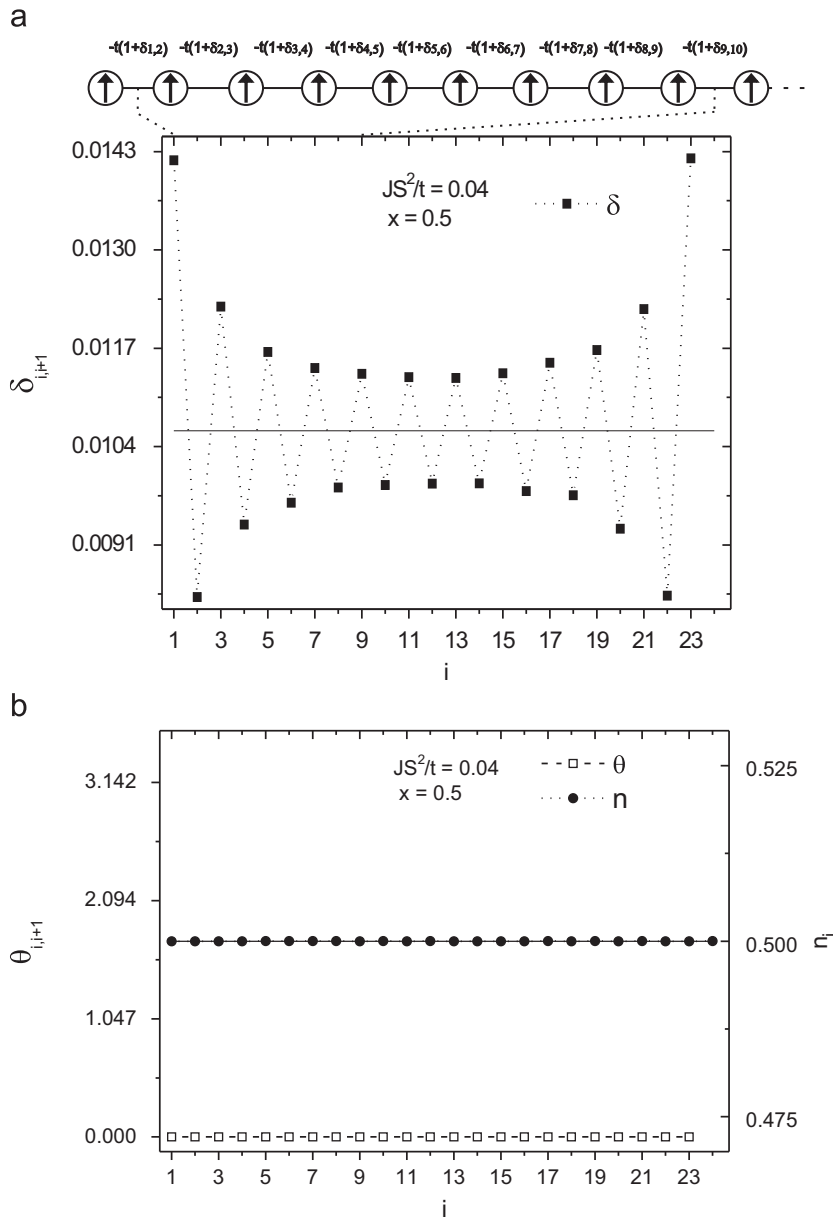 a
-t(1+δ1,2) -t(1+δ2,3) -t(1+δ3,4) -t(1+δ4,5) -t(1+δ5,6) -t(1+δ6,7) -t(1+δ7,8) -t(1+δ8,9) -t(1+δ9,10)
0.0143
JS²/t = 0.04
δ
x = 0.5
0.0130
0.0117
δi,i+1
0.0104
0.0091
1 3 5 7 9 11 13 15 17 19 21 23
i
b
JS²/t = 0.04
θ
x = 0.5
n
3.142
0.525
2.094
θi,i+1
0.500
ni
1.047
0.475
0.000
1 3 5 7 9 11 13 15 17 19 21 23
i